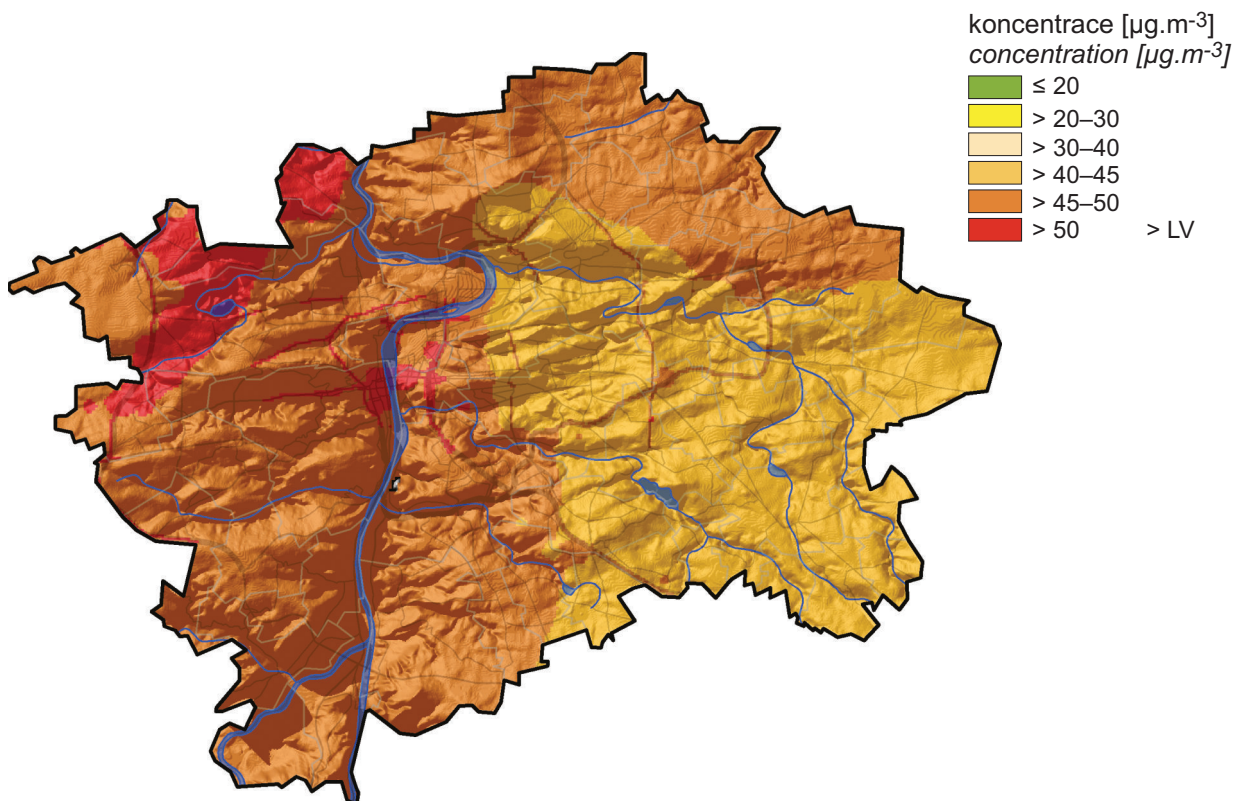 koncentrace [µg.m-3]
concentration [µg.m-3]
≤ 20
> 20–30
> 30–40
> 40–45
> 45–50
> 50 > LV